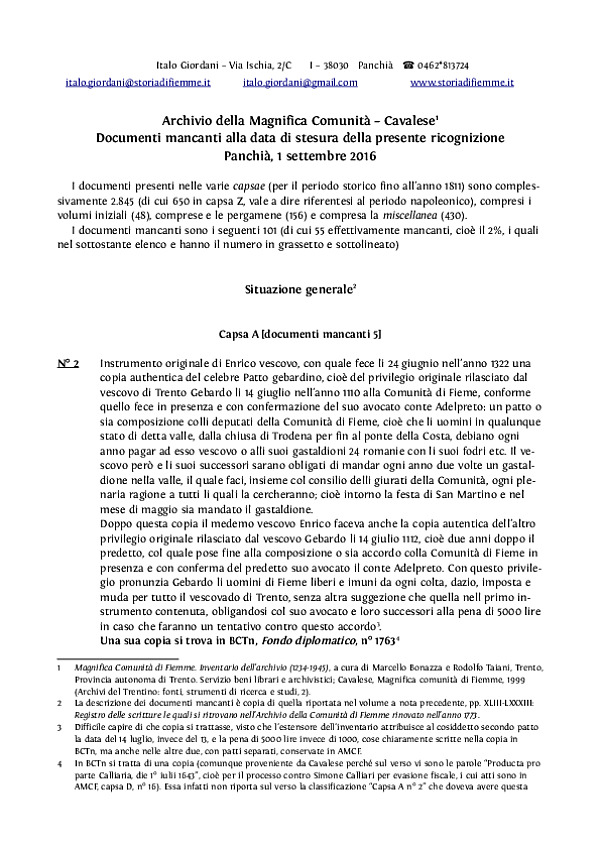 Italo Giordani – Via Ischia, 2/C I – 38030 Panchià ☎ 0462*813724
italo.giordani@storiadifiemme.it italo.giordani@gmail.com www.storiadifiemme.it
Archivio della Magnifica Comunità – Cavalese¹
Documenti mancanti alla data di stesura della presente ricognizione
Panchià, 1 settembre 2016
I documenti presenti nelle varie capsae (per il periodo storico fino all'anno 1811) sono comples-
sivamente 2.845 (di cui 650 in capsa Z, vale a dire riferentesi al periodo napoleonico), compresi i
volumi iniziali (48), comprese e le pergamene (156) e compresa la miscellanea (430).
I documenti mancanti sono i seguenti 101 (di cui 55 effettivamente mancanti, cioè il 2%, i quali
nel sottostante elenco e hanno il numero in grassetto e sottolineato)
Situazione generale²
Capsa A [documenti mancanti 5]
N° 2 Instrumento originale di Enrico vescovo, con quale fece li 24 giugnio nell'anno 1322 una
copia authentica del celebre Patto gebardino, cioè del privilegio originale rilasciato dal
vescovo di Trento Gebardo li 14 giuglio nell'anno 1110 alla Comunità di Fieme, conforme
quello fece in presenza e con confermazione del suo avocato conte Adelpreto: un patto o
sia composizione colli deputati della Comunità di Fieme, cioè che li uomini in qualunque
stato di detta valle, dalla chiusa di Trodena per fin al ponte della Costa, debiano ogni
anno pagar ad esso vescovo o alli suoi gastaldioni 24 romanie con li suoi fodri etc. Il ve-
scovo però e li suoi successori sarano obligati di mandar ogni anno due volte un gastal-
dione nella valle, il quale faci, insieme col consilio delli giurati della Comunità, ogni ple-
naria ragione a tutti li quali la cercheranno; cioè intorno la festa di San Martino e nel
mese di maggio sia mandato il gastaldione.
Doppo questa copia il medemo vescovo Enrico faceva anche la copia autentica dell'altro
privilegio originale rilasciato dal vescovo Gebardo li 14 giulio 1112, cioè due anni doppo il
predetto, col quale pose fine alla composizione o sia accordo colla Comunità di Fieme in
presenza e con conferma del predetto suo avocato il conte Adelpreto. Con questo privile-
gio pronunzia Gebardo li uomini di Fieme liberi e imuni da ogni colta, dazio, imposta e
muda per tutto il vescovado di Trento, senza altra suggezione che quella nell primo in-
strumento contenuta, obligandosi col suo avocato e loro successori alla pena di 5000 lire
in caso che faranno un tentativo contro questo accordo³.
Una sua copia si trova in BCTn, Fondo diplomatico, n° 1763⁴
1 Magnifica Comunità di Fiemme. Inventario dell'archivio (1234-1945), a cura di Marcello Bonazza e Rodolfo Taiani, Trento,
Provincia autonoma di Trento. Servizio beni librari e archivistici; Cavalese, Magnifica comunità di Fiemme, 1999
(Archivi del Trentino: fonti, strumenti di ricerca e studi, 2).
2 La descrizione dei documenti mancanti è copia di quella riportata nel volume a nota precedente, pp. XLIII-LXXXIII:
Registro delle scritture le quali si ritrovano nell'Archivio della Comunità di Fiemme rinovato nell'anno 1773.
3 Difficile capire di che copia si trattasse, visto che l'estensore dell'inventario attribuisce al cosiddetto secondo patto
la data del 14 luglio, invece del 13, e la pena di 5000 lire invece di 1000, cose chiaramente scritte nella copia in
BCTn, ma anche nelle altre due, con patti separati, conservate in AMCF.
4 In BCTn si tratta di una copia (comunque proveniente da Cavalese perché sul verso vi sono le parole "Producta pro
parte Calliaria, die 1° iulii 1643", cioè per il processo contro Simone Calliari per evasione fiscale, i cui atti sono in
AMCF, capsa D, n° 16). Essa infatti non riporta sul verso la classificazione "Capsa A n° 2" che doveva avere questa